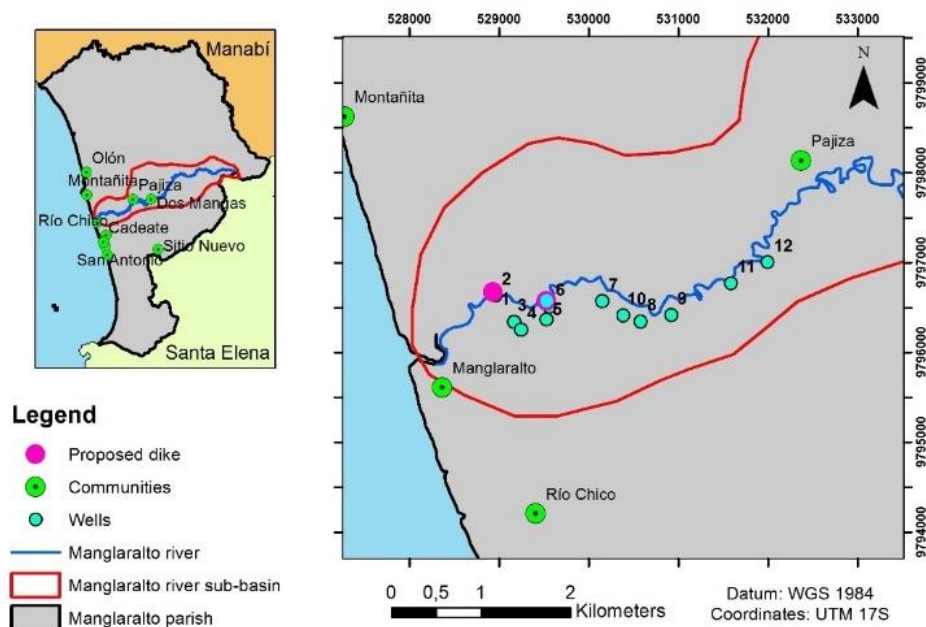 Manabí
Olón
Montañita
Pajiza
Dos Mangas
Río Chico
Cadeate
Sitio Nuevo
San Antonio
Santa Elena
Legend
Proposed dike
Communities
Wells
Manglaralto river
Manglaralto river sub-basin
Manglaralto parish
528000 529000 530000 531000 532000 533000
N
Montañita
Pajiza
12
11
2
6
7
1
3
4
5
10
8
9
Manglaralto
Río Chico
9799000
9798000
9797000
9796000
9795000
9794000
0 0,5 1 2
Kilometers
Datum: WGS 1984
Coordinates: UTM 17S